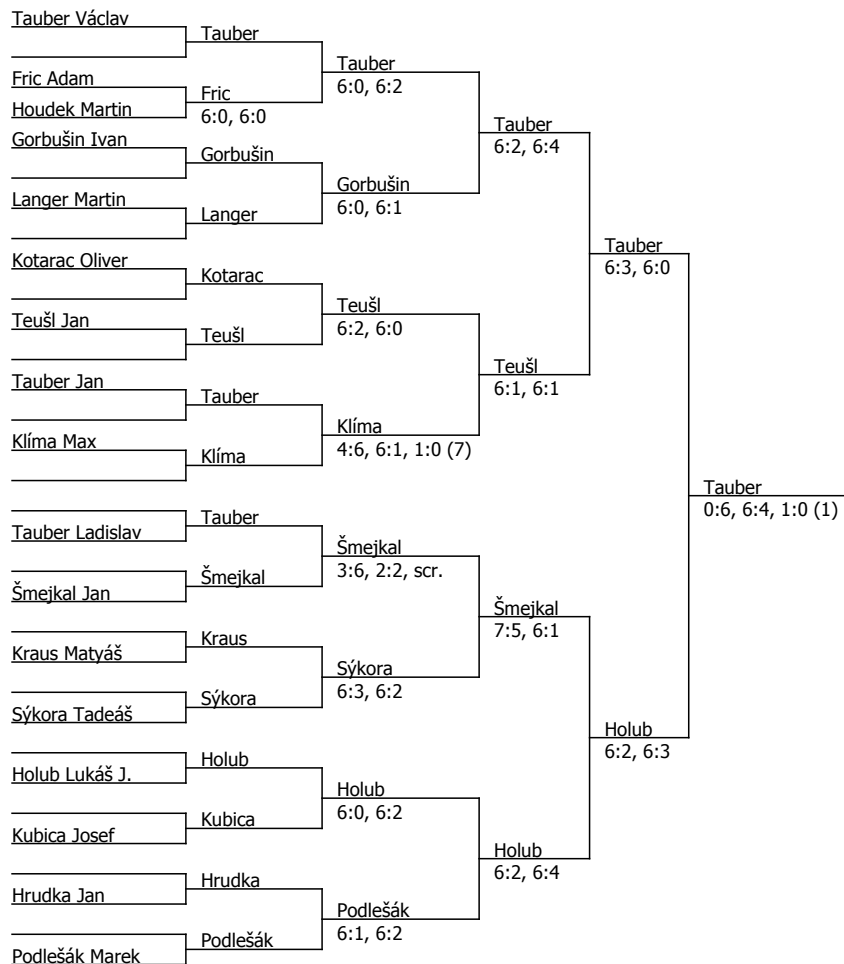 Tauber Václav
Tauber
Tauber
6:0, 6:2
Fric Adam
Fric
Houdek Martin
6:0, 6:0
Tauber
6:2, 6:4
Gorbušin Ivan
Gorbušin
Gorbušin
6:0, 6:1
Langer Martin
Langer
Tauber
6:3, 6:0
Kotarac Oliver
Kotarac
Teušl
6:2, 6:0
Teušl Jan
Teušl
Teušl
6:1, 6:1
Tauber Jan
Tauber
Klíma
4:6, 6:1, 1:0 (7)
Klíma Max
Klíma
Tauber
0:6, 6:4, 1:0 (1)
Tauber
Tauber Ladislav
Šmejkal
3:6, 2:2, scr.
Šmejkal
Šmejkal Jan
Šmejkal
7:5, 6:1
Kraus
Kraus Matyáš
Sýkora
6:3, 6:2
Sýkora
Sýkora Tadeáš
Holub
6:2, 6:3
Holub
Holub Lukáš J.
Holub
6:0, 6:2
Kubica
Kubica Josef
Holub
6:2, 6:4
Hrudka
Hrudka Jan
Podlešák
6:1, 6:2
Podlešák
Podlešák Marek